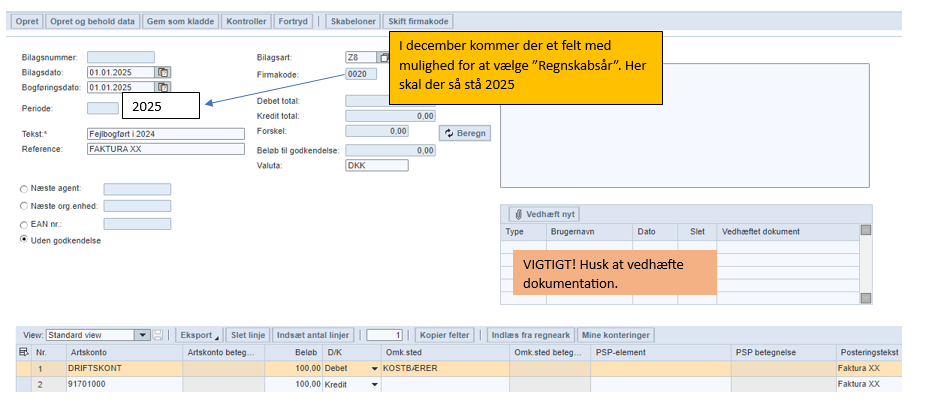 Opret Opret og behold data Gem som kladde Kontroller Fortryd Skabeloner Skift firmakode
I december kommer der et felt med
mulighed for at vælge ”Regnskabsår”. Her
skal der så stå 2025
Bilagsnummer:
Bilagsdato: 01.01.2025
Bogføringsdato: 01.01.2025
Periode:
2025
Tekst:* Fejlbogført i 2024
Reference: FAKTURA XX
Bilagsart: Z8
Firmakode: 0020
Debet total:
Kredit total: 0,00
Forskel: 0,00 Beregn
Beløb til godkendelse: 0,00
Valuta: DKK
Næste agent:
Næste org.enhed:
EAN nr.:
Uden godkendelse
Vedhæft nyt
Type Brugernavn Dato Slet Vedhæftet dokument
VIGTIGT! Husk at vedhæfte
dokumentation.
View: Standard view Eksport Slet linje Indsæt antal linjer 1 Kopier felter Indlæs fra regneark Mine konteringer
Nr. Artskonto Artskonto beteg... Beløb D/K Omk.sted Omk.sted beteg... PSP-element PSP betegnelse Posteringstekst
1 DRIFTSKONT 100,00 Debet KOSTBÆRER Faktura XX
2 91701000 100,00 Kredit Faktura XX